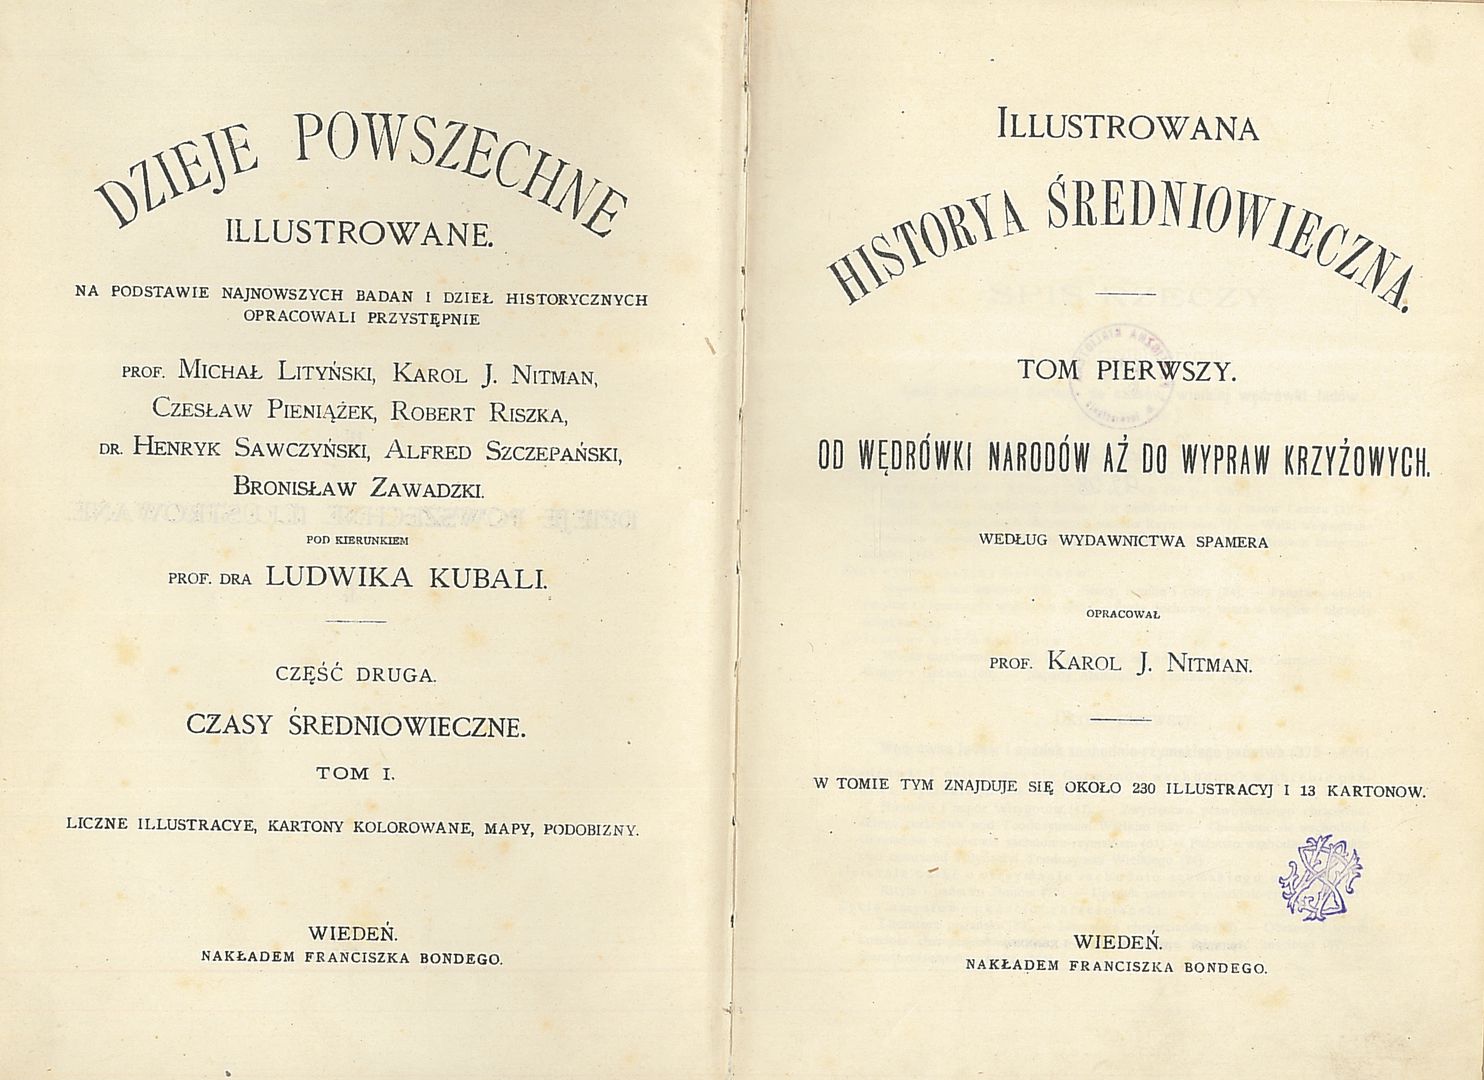 DZIEJE POWSZECHNE
ILLUSTROWANE.
NA PODSTAWIE NAJNOWSZYCH BADAN I DZIEŁ HISTORYCZNYCH
OPRACOWALI PRZYSTĘPNIE
PROF. MICHAŁ LITYŃSKI, KAROL J. NITMAN,
CZESŁAW PIENIĄŻEK, ROBERT RISZKA,
DR. HENRYK SAWCZYŃSKI, ALFRED SZCZEPAŃSKI,
BRONISŁAW ZAWADZKI.
POD KIERUNKIEM
PROF. DRA LUDWIKA KUBALI.
CZĘŚĆ DRUGA.
CZASY ŚREDNIOWIECZNE.
TOM I.
LICZNE ILLUSTRACYE, KARTONY KOLOROWANE, MAPY, PODOBIZNY.
WIEDEŃ.
NAKŁADEM FRANCISZKA BONDEGO.
ILLUSTROWANA
HISTORYA ŚREDNIOWIECZNA.
TOM PIERWSZY.
OD WĘDRÓWKI NARODÓW AŻ DO WYPRAW KRZYŻOWYCH.
WEDŁUG WYDAWNICTWA SPAMERA
OPRACOWAŁ
PROF. KAROL J. NITMAN.
W TOMIE TYM ZNAJDUJE SIĘ OKOŁO 230 ILLUSTRACYJ I 13 KARTONOW.
WIEDEŃ.
NAKŁADEM FRANCISZKA BONDEGO.